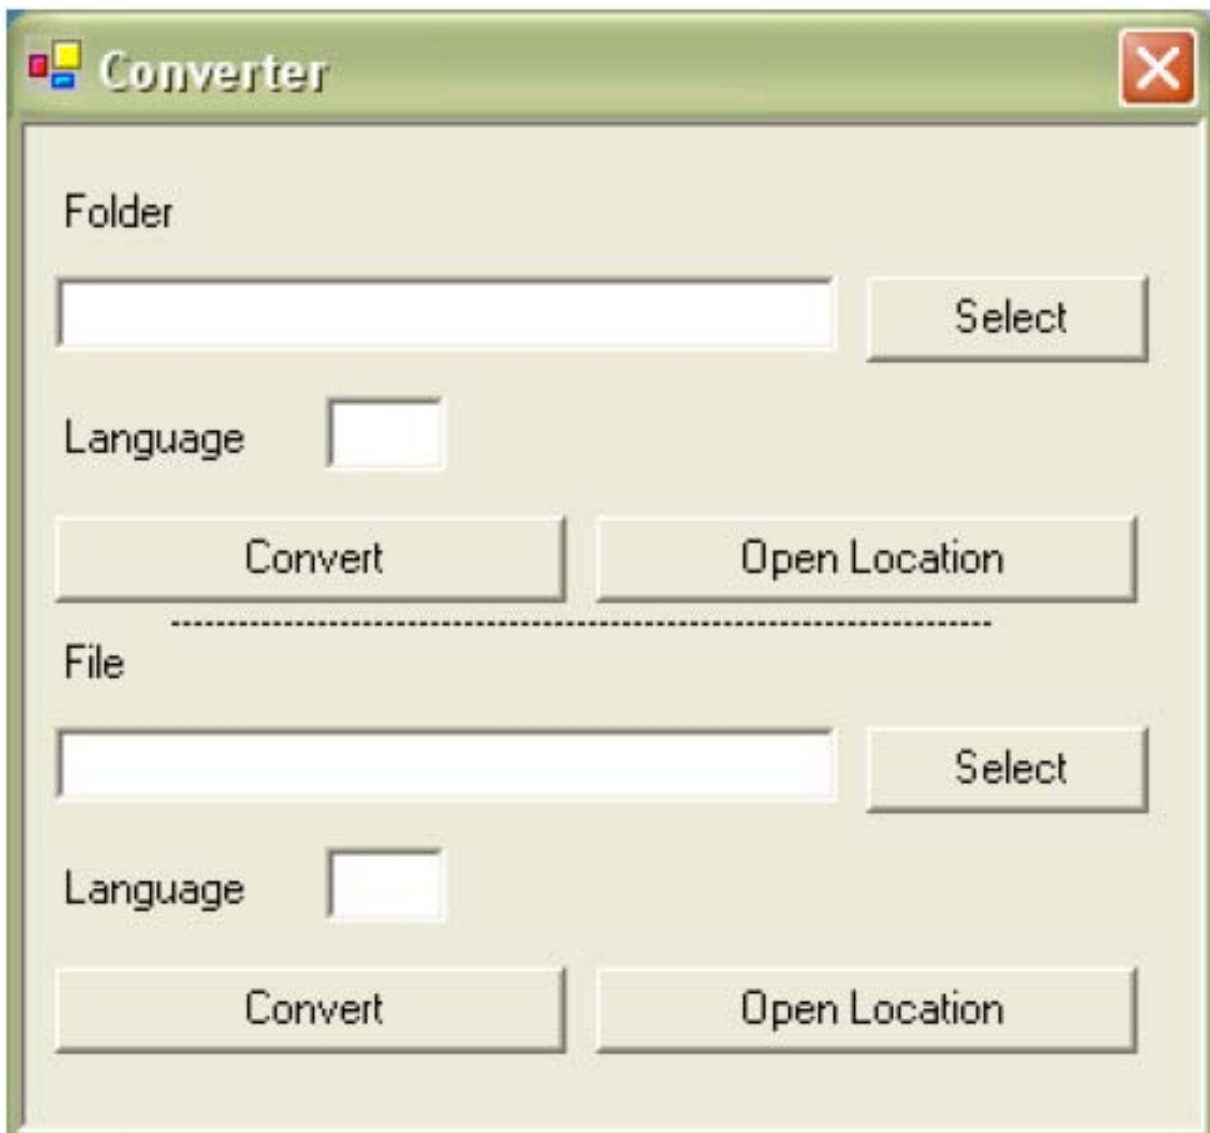 Converter
Folder
Select
Language
Convert Open Location
File
Select
Language
Convert Open Location